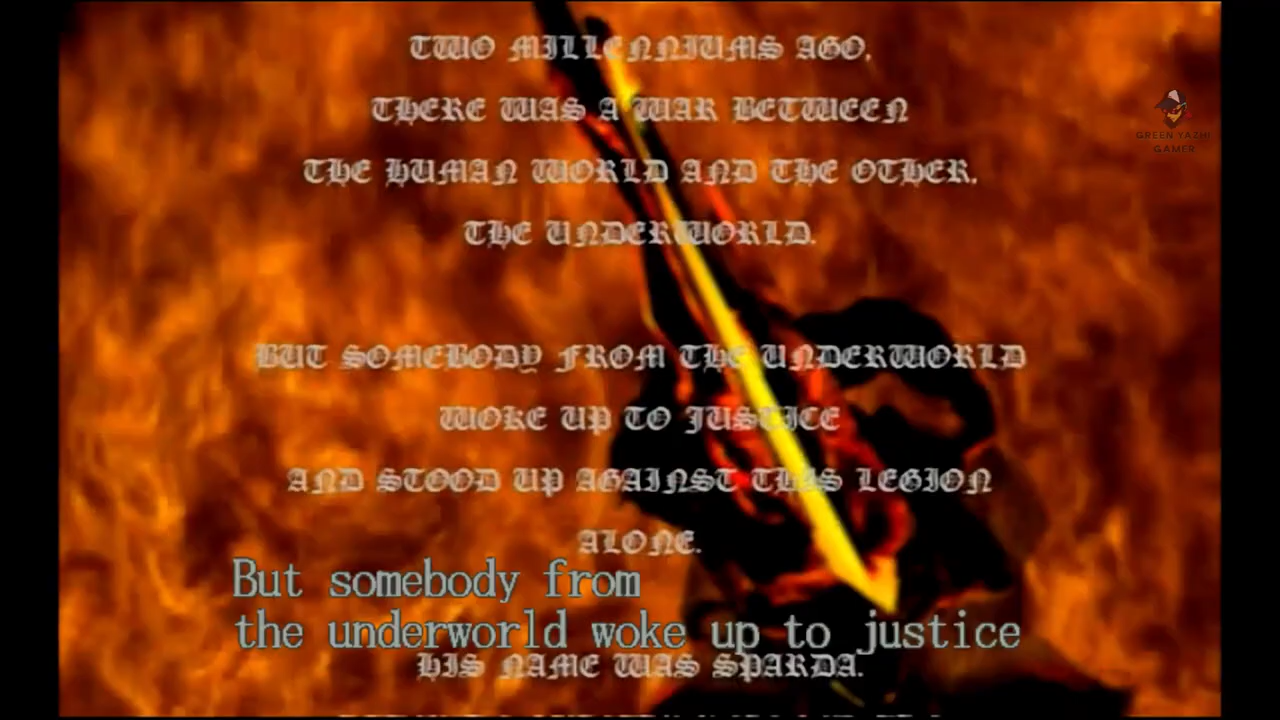 TWO MILLENNIUMS AGO,
THERE WAS A WAR BETWEEN
THE HUMAN WORLD AND THE OTHER,
THE UNDERWORLD.
BUT SOMEBODY FROM THE UNDERWORLD
WOKE UP TO JUSTICE
AND STOOD UP AGAINST THIS LEGION
ALONE.
But somebody from
the underworld woke up to justice
HIS NAME WAS SPARDA.
GREEN YAZHI
GAMER